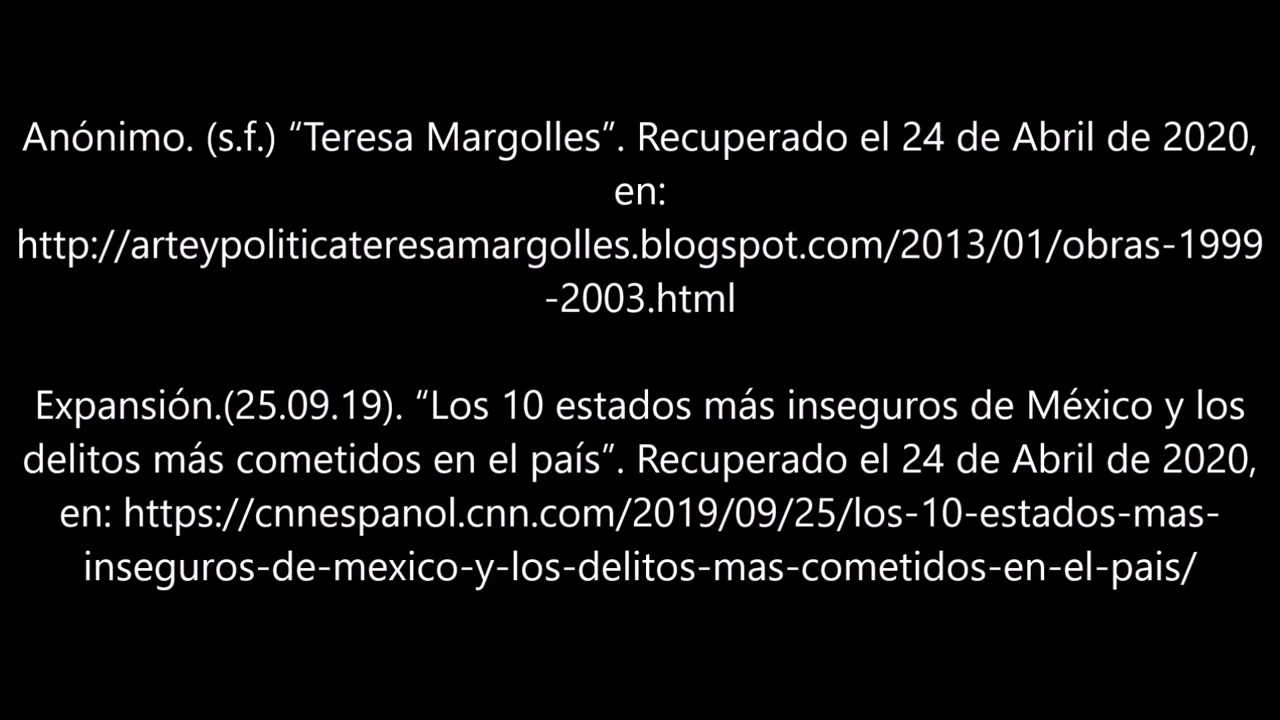 Anónimo. (s.f.) “Teresa Margolles”. Recuperado el 24 de Abril de 2020,
en:
http://arteypoliticateresamargolles.blogspot.com/2013/01/obras-1999
-2003.html
Expansión.(25.09.19). “Los 10 estados más inseguros de México y los
delitos más cometidos en el país”. Recuperado el 24 de Abril de 2020,
en: https://cnnespanol.cnn.com/2019/09/25/los-10-estados-mas-
inseguros-de-mexico-y-los-delitos-mas-cometidos-en-el-pais/